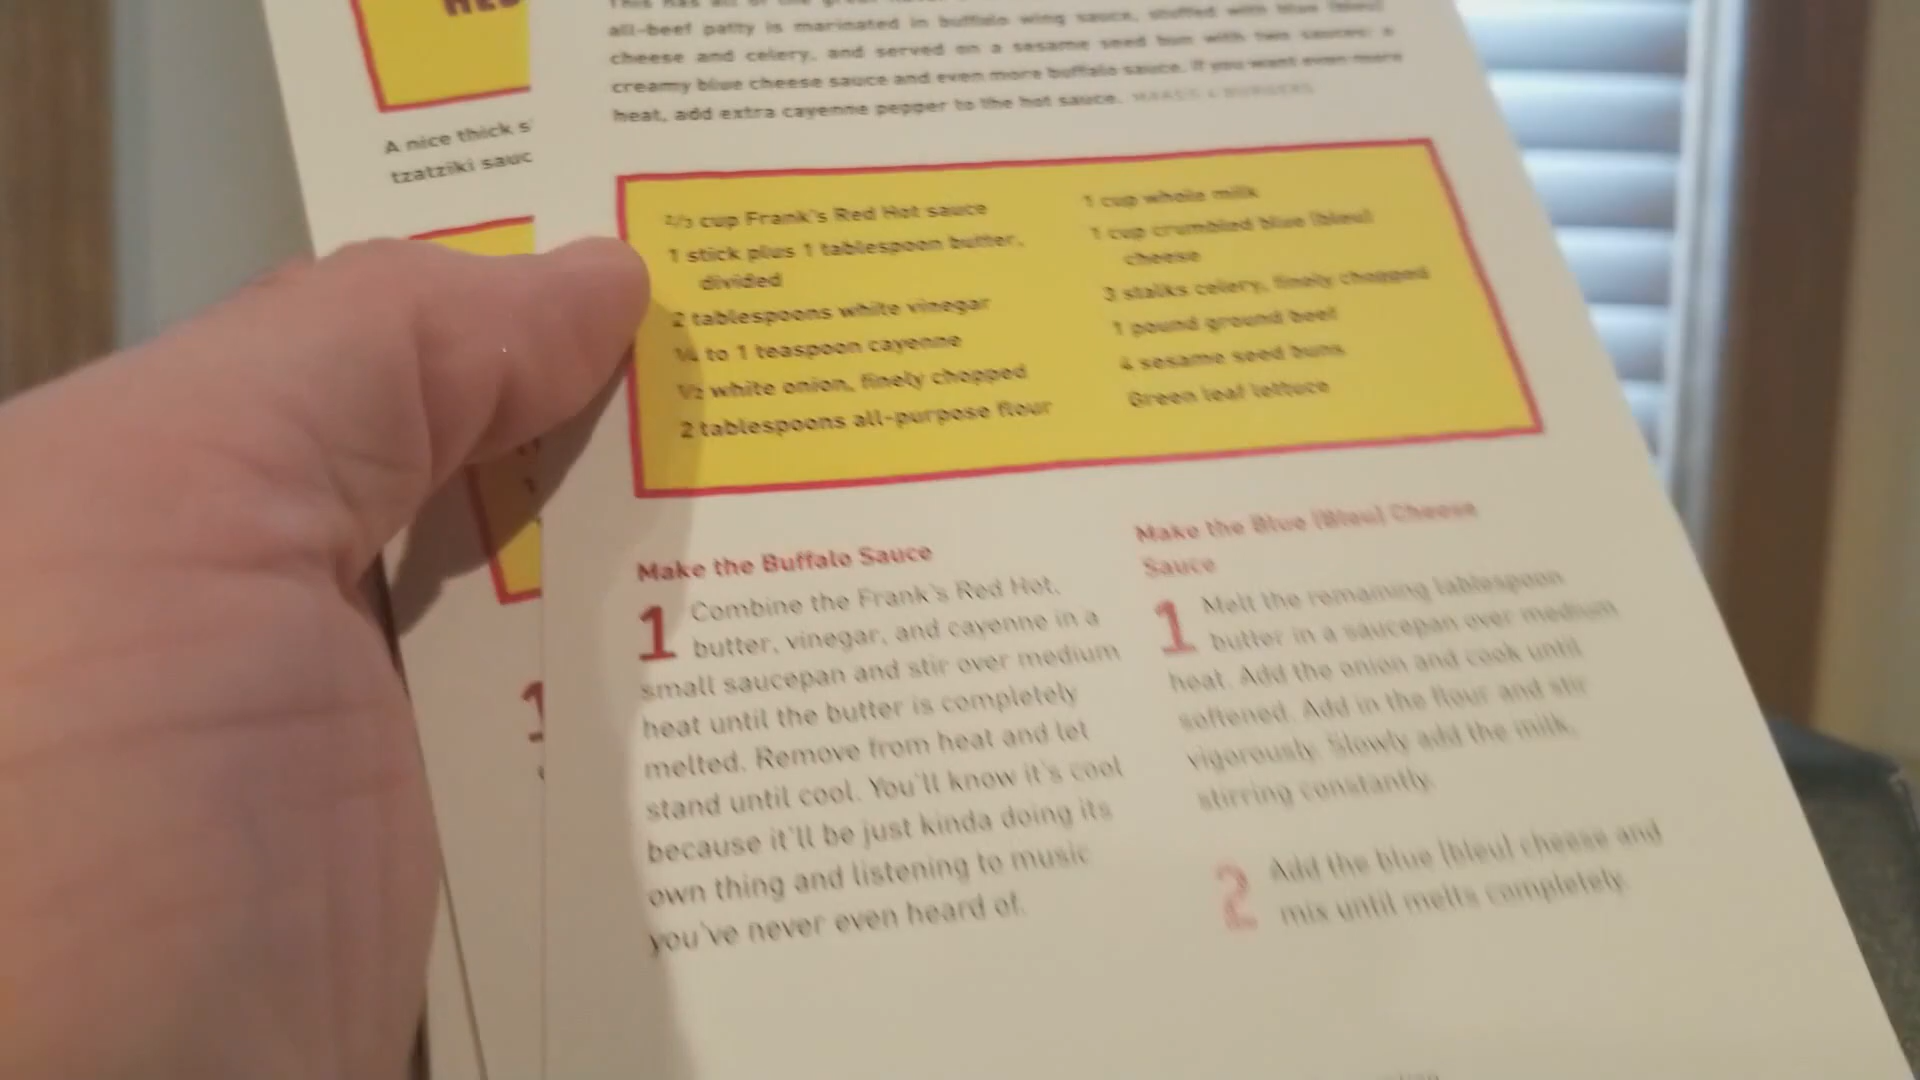 A nice thick s
tzatziki sauc
all-beef patty is marinated in buffalo wing sauce, stuffed with blue (bleu)
cheese and celery, and served on a sesame seed bun with two sauces: a
creamy blue cheese sauce and even more buffalo sauce. If you want even more
heat, add extra cayenne pepper to the hot sauce.
2/3 cup Frank's Red Hot sauce
1 stick plus 1 tablespoon butter,
divided
2 tablespoons white vinegar
1/4 to 1 teaspoon cayenne
1/2 white onion, finely chopped
2 tablespoons all-purpose flour
1 cup whole milk
1 cup crumbled blue (bleu)
cheese
3 stalks celery, finely chopped
1 pound ground beef
4 sesame seed buns
Green leaf lettuce
Make the Buffalo Sauce
1 Combine the Frank's Red Hot,
butter, vinegar, and cayenne in a
small saucepan and stir over medium
heat until the butter is completely
melted. Remove from heat and let
stand until cool. You'll know it's cool
because it'll be just kinda doing its
own thing and listening to music
you've never even heard of.
Make the Blue (Bleu) Cheese
Sauce
1 Melt the remaining tablespoon
butter in a saucepan over medium
heat. Add the onion and cook until
softened. Add in the flour and stir
vigorously. Slowly add the milk,
stirring constantly.
2 Add the blue (bleu) cheese and
mix until melts completely.